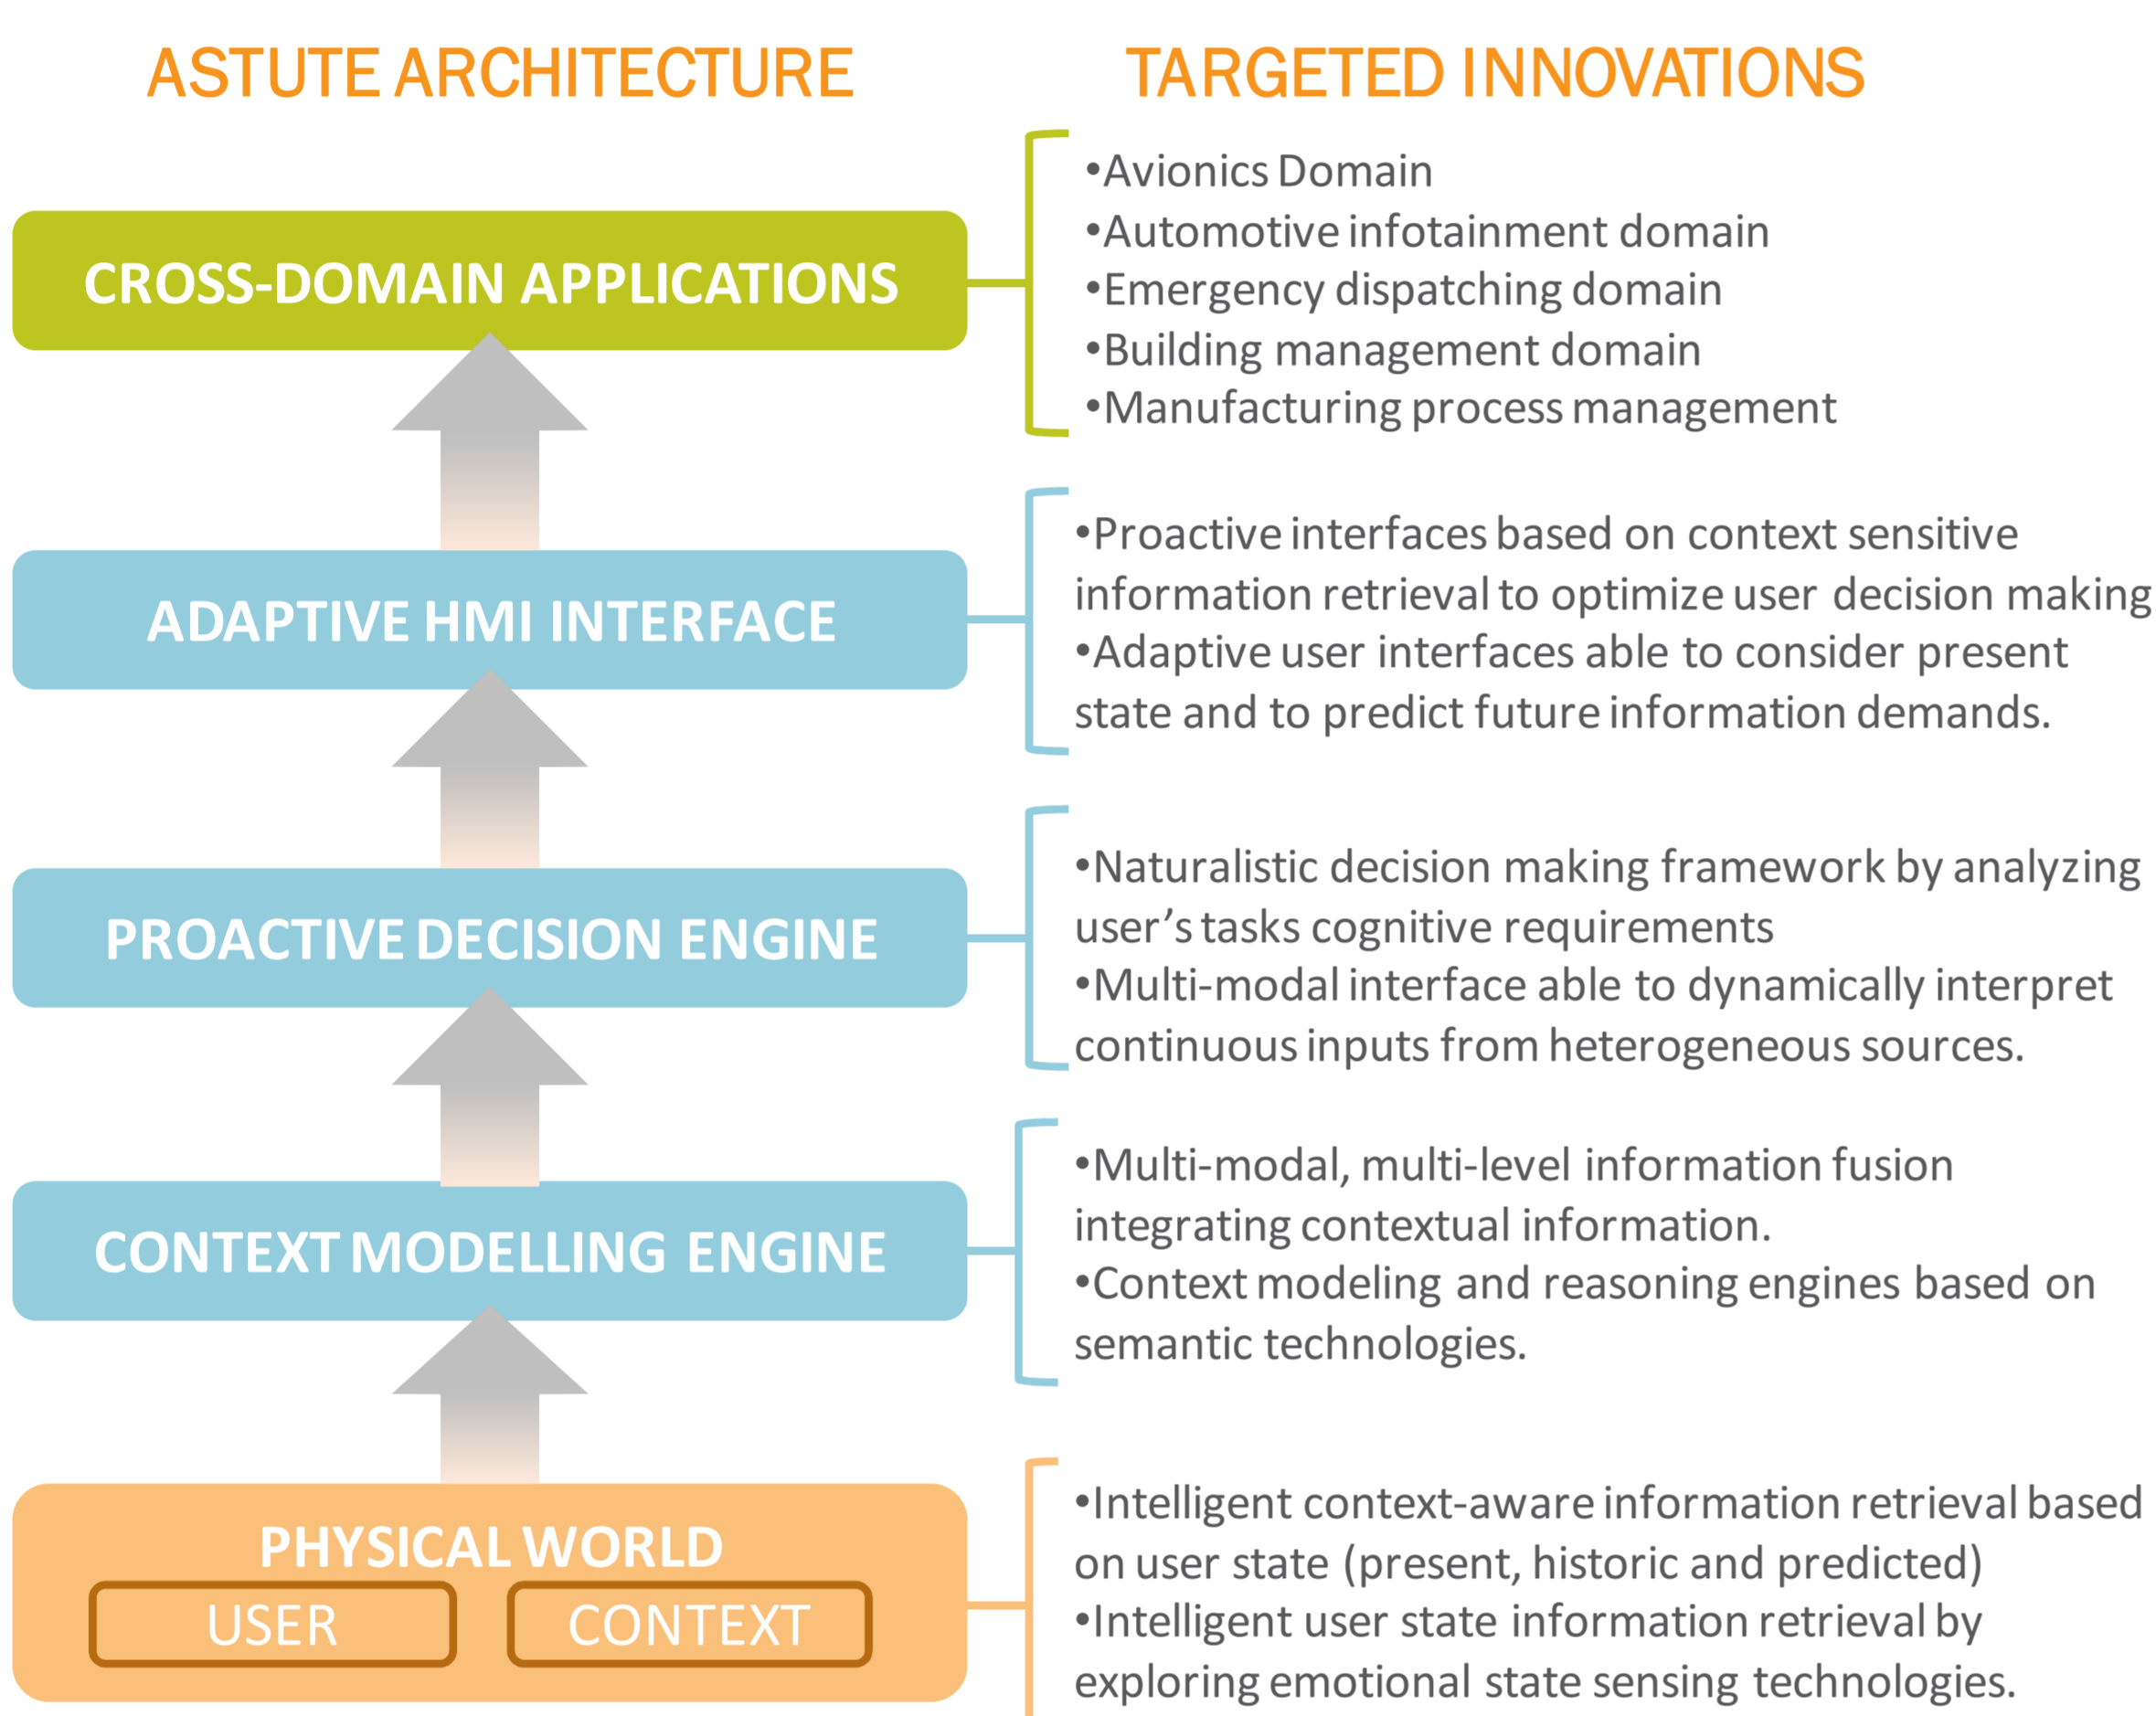 ASTUTE ARCHITECTURE
TARGETED INNOVATIONS
CROSS-DOMAIN APPLICATIONS
•Avionics Domain
•Automotive infotainment domain
•Emergency dispatching domain
•Building management domain
•Manufacturing process management
ADAPTIVE HMI INTERFACE
•Proactive interfaces based on context sensitive
information retrieval to optimize user decision making
•Adaptive user interfaces able to consider present
state and to predict future information demands.
PROACTIVE DECISION ENGINE
•Naturalistic decision making framework by analyzing
user’s tasks cognitive requirements
•Multi-modal interface able to dynamically interpret
continuous inputs from heterogeneous sources.
CONTEXT MODELLING ENGINE
•Multi-modal, multi-level information fusion
integrating contextual information.
•Context modeling and reasoning engines based on
semantic technologies.
PHYSICAL WORLD
USER
CONTEXT
•Intelligent context-aware information retrieval based
on user state (present, historic and predicted)
•Intelligent user state information retrieval by
exploring emotional state sensing technologies.